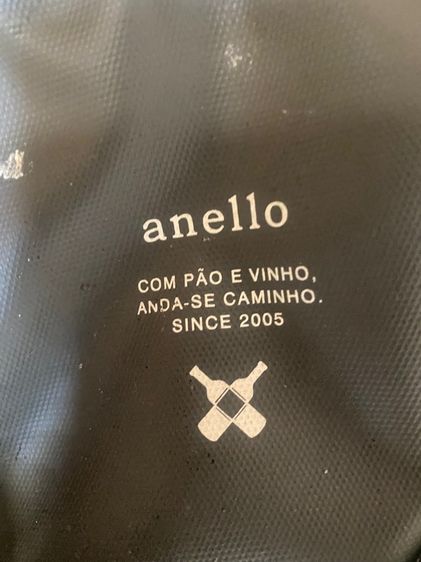 anello
COM PÃO E VINHO,
ANDA-SE CAMINHO.
SINCE 2005